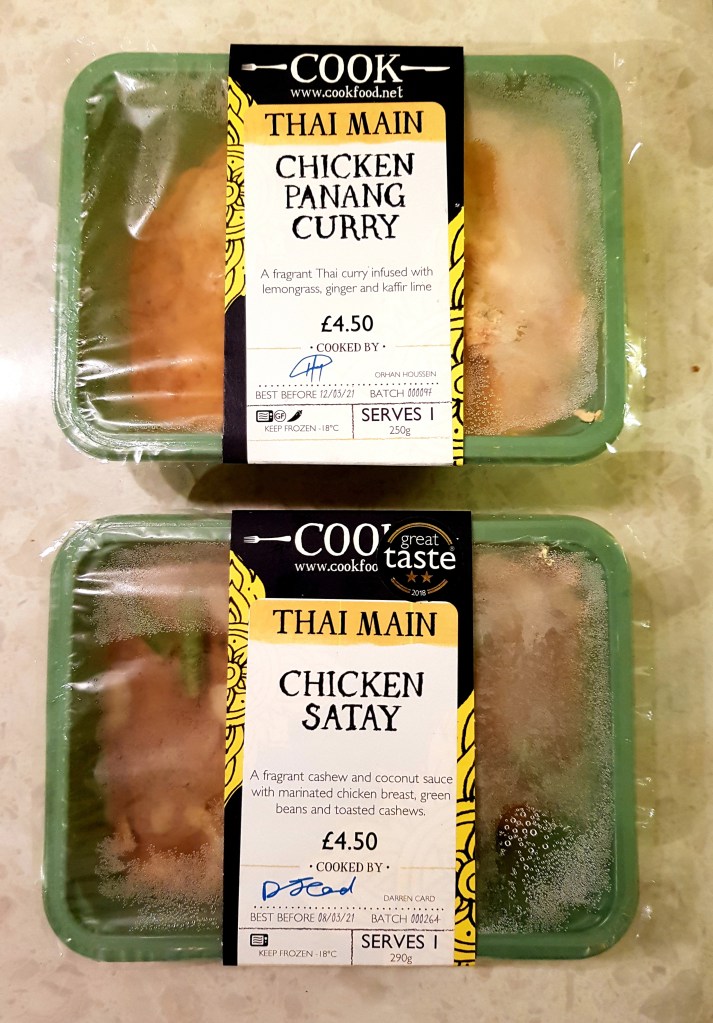 COOK
www.cookfood.net
THAI MAIN
CHICKEN
PANANG
CURRY
A fragrant Thai curry infused with
lemongrass, ginger and kaffir lime
£4.50
· COOKED BY ·
ORHAN HOUSSEIN
BEST BEFORE 12/05/21 BATCH 000094
GF
SERVES 1
KEEP FROZEN -18°C
250g
COO
www.cookfoo
great
taste
2018
THAI MAIN
CHICKEN
SATAY
A fragrant cashew and coconut sauce
with marinated chicken breast, green
beans and toasted cashews.
£4.50
· COOKED BY ·
DARREN CARD
BEST BEFORE 08/05/21 BATCH 000264
SERVES 1
KEEP FROZEN -18°C
290g